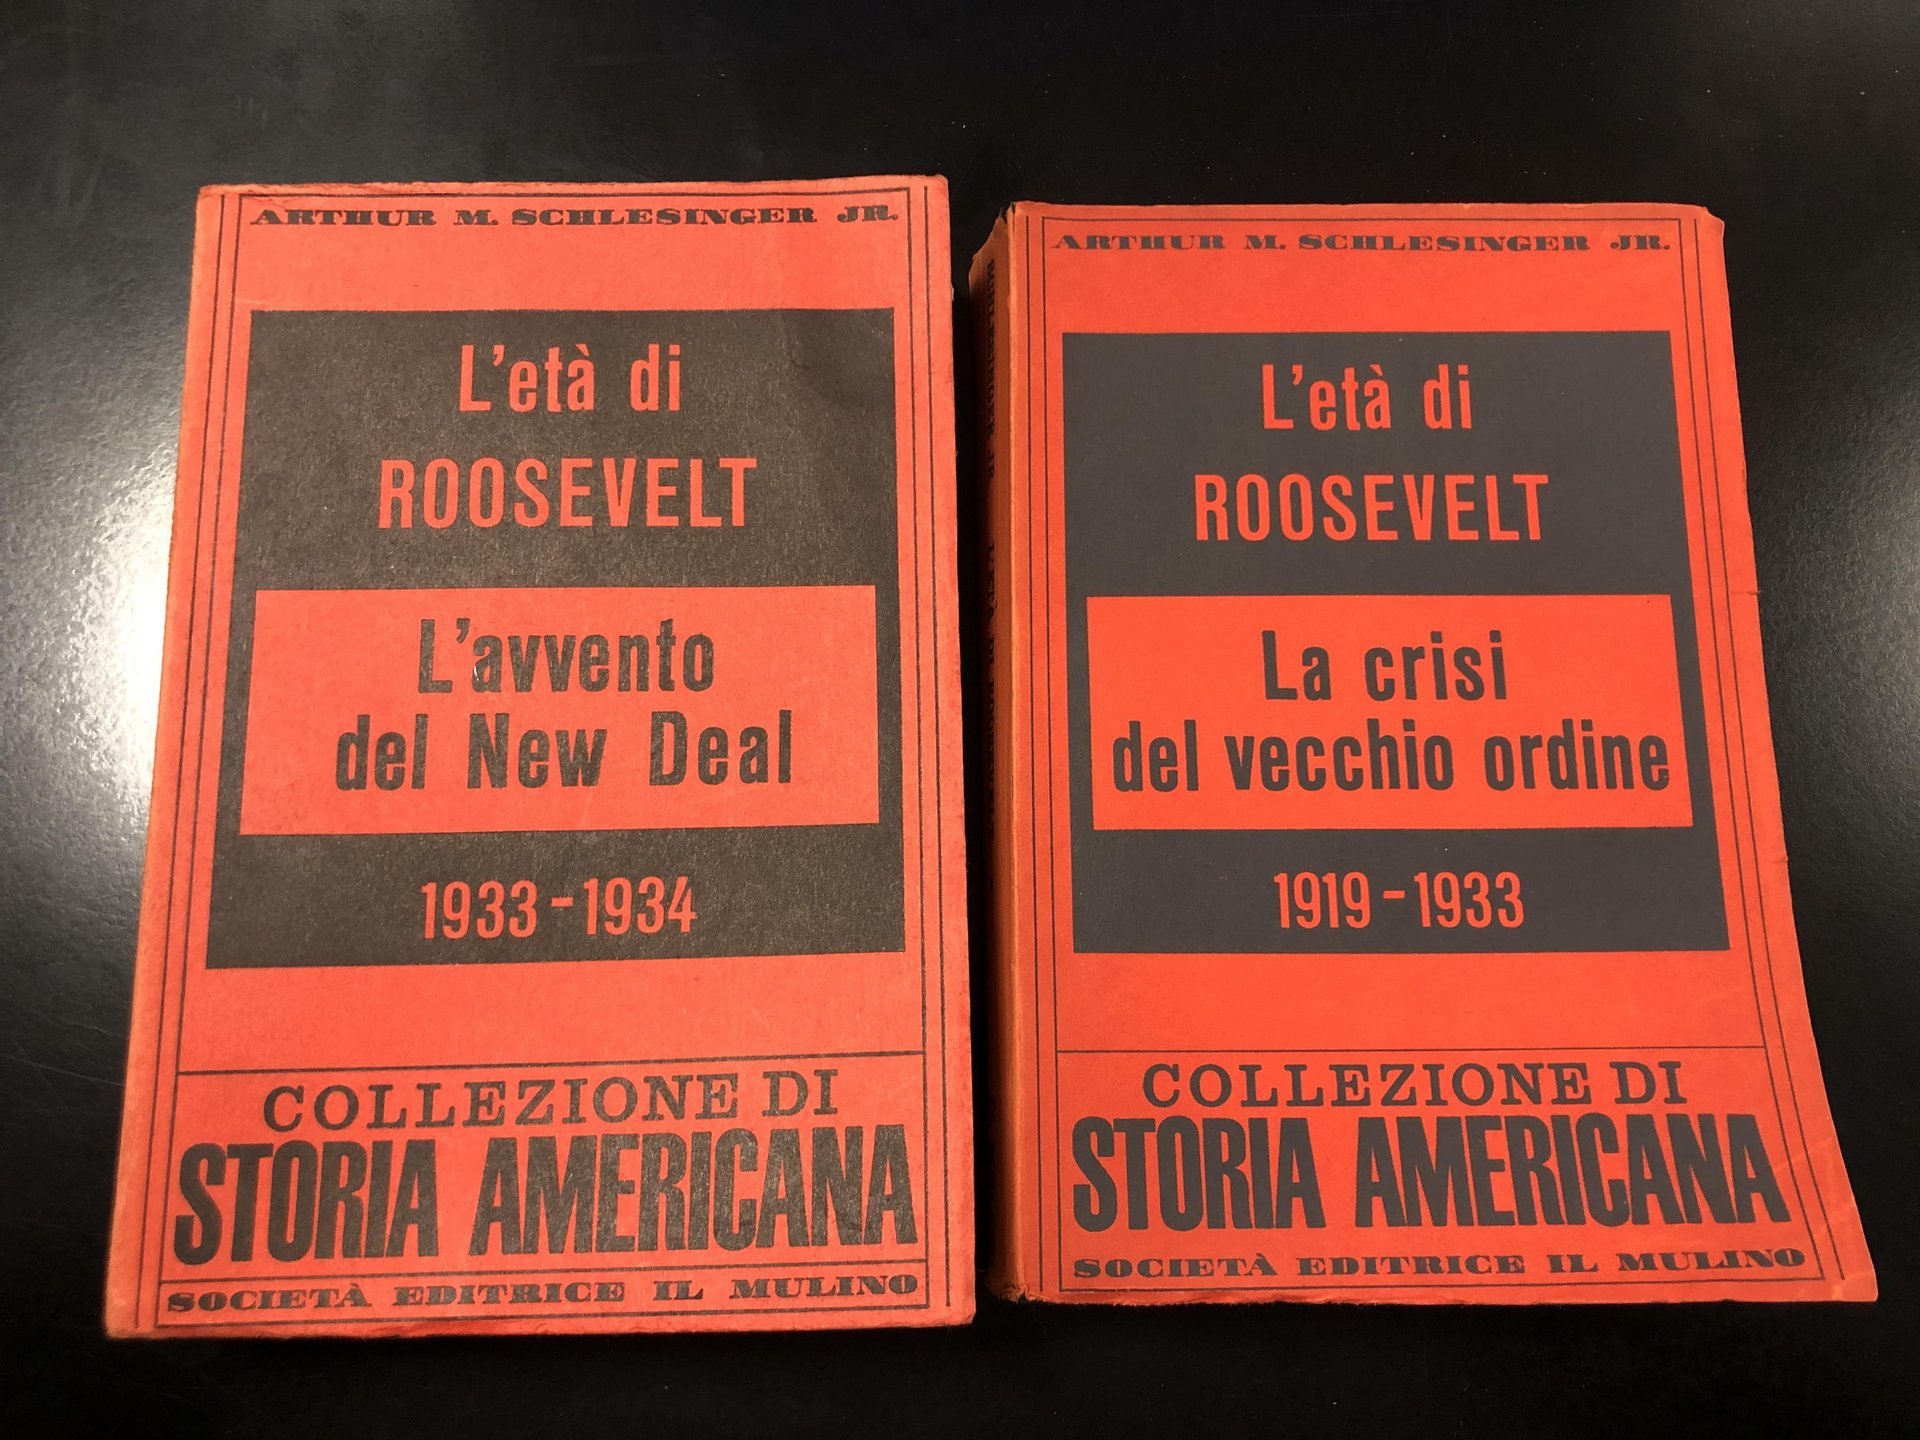 ARTHUR M. SCHLESINGER JR.
L'età di
ROOSEVELT
L'avvento
del New Deal
1933-1934
COLLEZIONE DI
STORIA AMERICANA
SOCIETÀ EDITRICE IL MULINO
ARTHUR M. SCHLESINGER JR.
L'età di
ROOSEVELT
La crisi
del vecchio ordine
1919-1933
COLLEZIONE DI
STORIA AMERICANA
SOCIETÀ EDITRICE IL MULINO